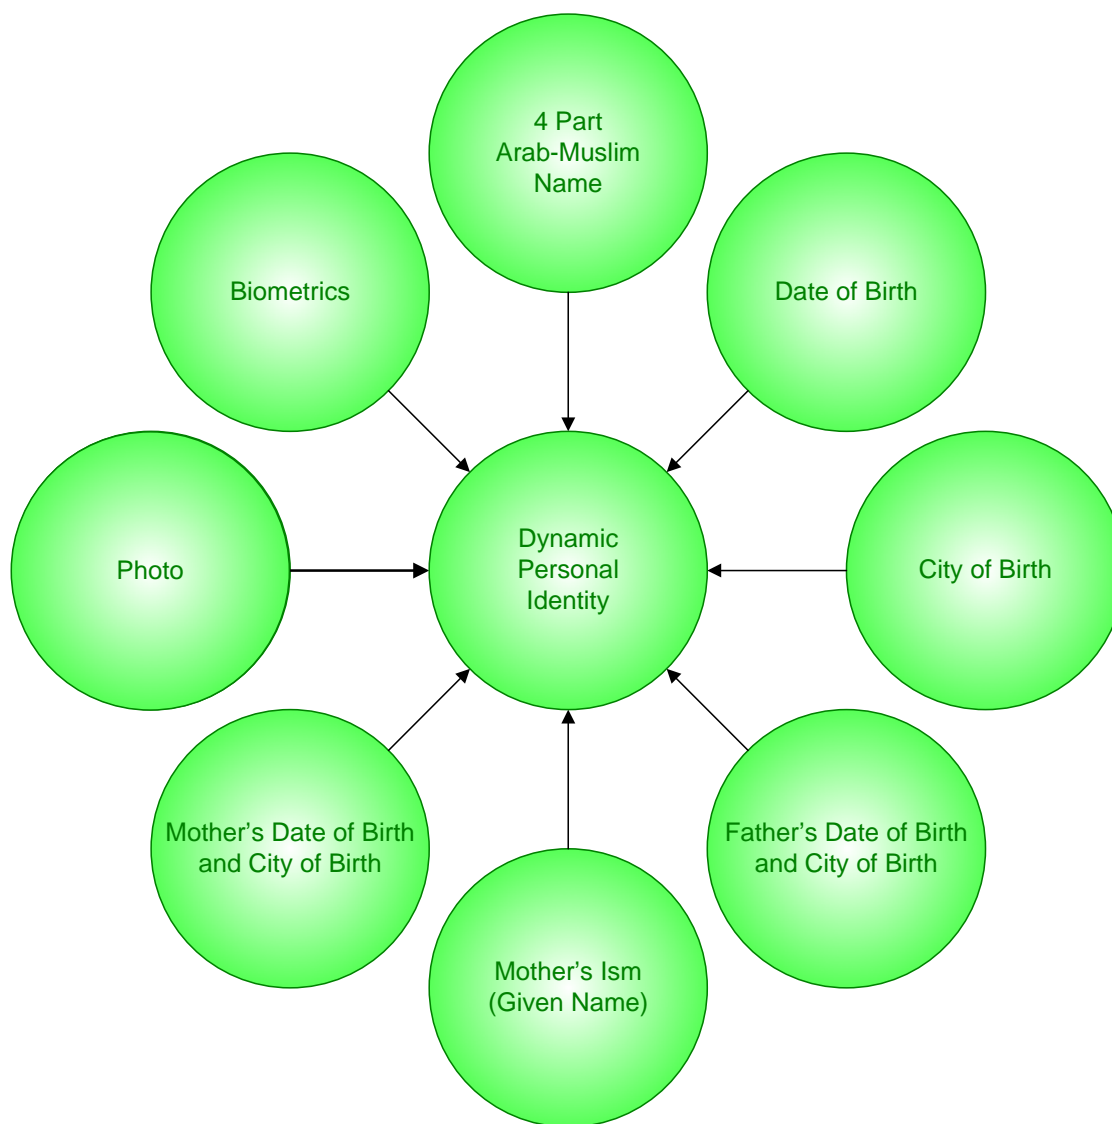 4 Part
Arab-Muslim
Name
Biometrics
Date of Birth
Photo
Dynamic
Personal
Identity
City of Birth
Mother’s Date of Birth
and City of Birth
Father’s Date of Birth
and City of Birth
Mother’s Ism
(Given Name)